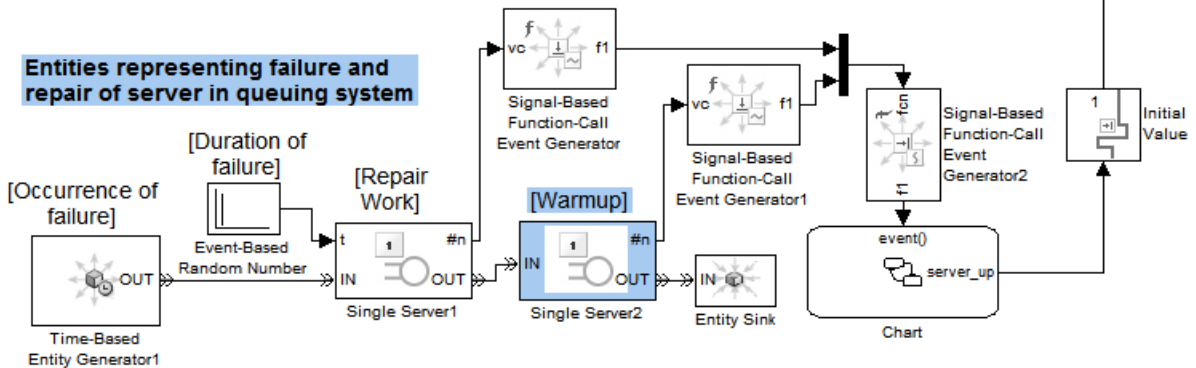 Entities representing failure and
repair of server in queuing system
vc
f1
Signal-Based
Function-Call
Event Generator
vc
f1
Signal-Based
Function-Call
Event Generator1
fcn
f1
Signal-Based
Function-Call
Event
Generator2
1
Initial
Value
[Duration of
failure]
Event-Based
Random Number
[Occurrence of
failure]
OUT
Time-Based
Entity Generator1
[Repair
Work]
t
#n
1
IN
OUT
Single Server1
[Warmup]
#n
1
IN
OUT
Single Server2
IN
Entity Sink
event()
server_up
Chart